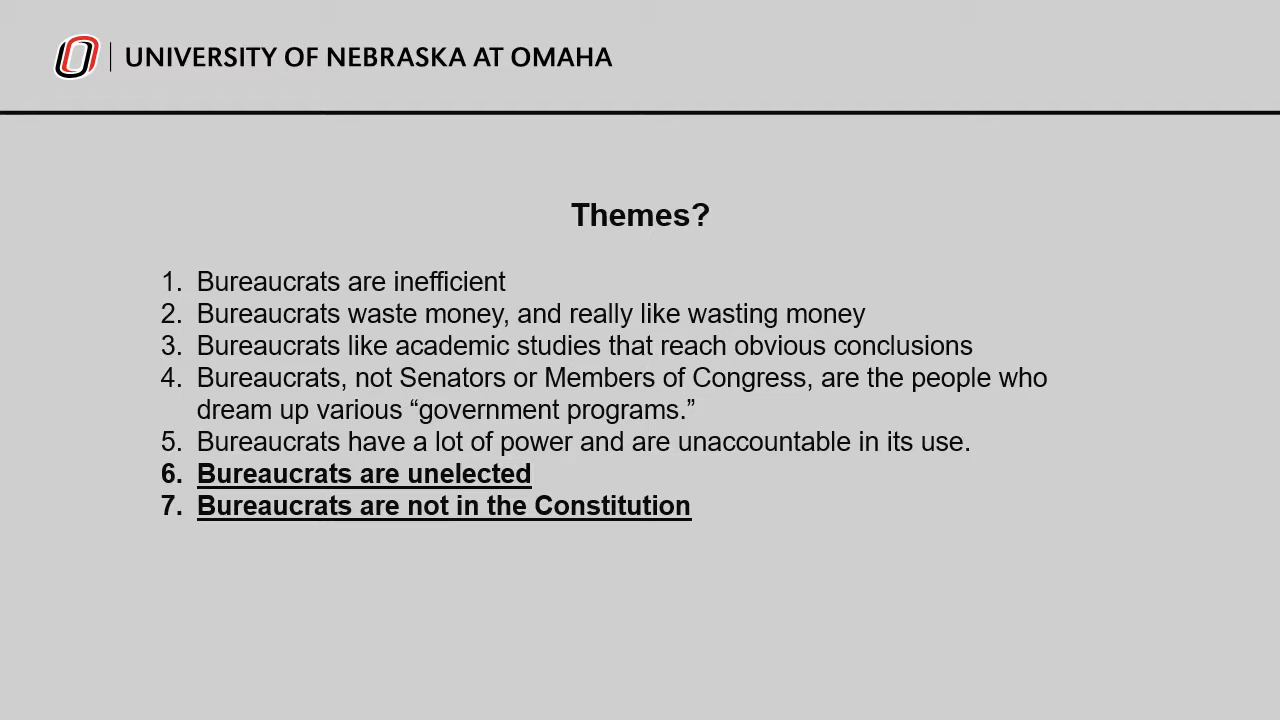 UNIVERSITY OF NEBRASKA AT OMAHA
Themes?
1. Bureaucrats are inefficient
2. Bureaucrats waste money, and really like wasting money
3. Bureaucrats like academic studies that reach obvious conclusions
4. Bureaucrats, not Senators or Members of Congress, are the people who
dream up various “government programs.”
5. Bureaucrats have a lot of power and are unaccountable in its use.
6. Bureaucrats are unelected
7. Bureaucrats are not in the Constitution